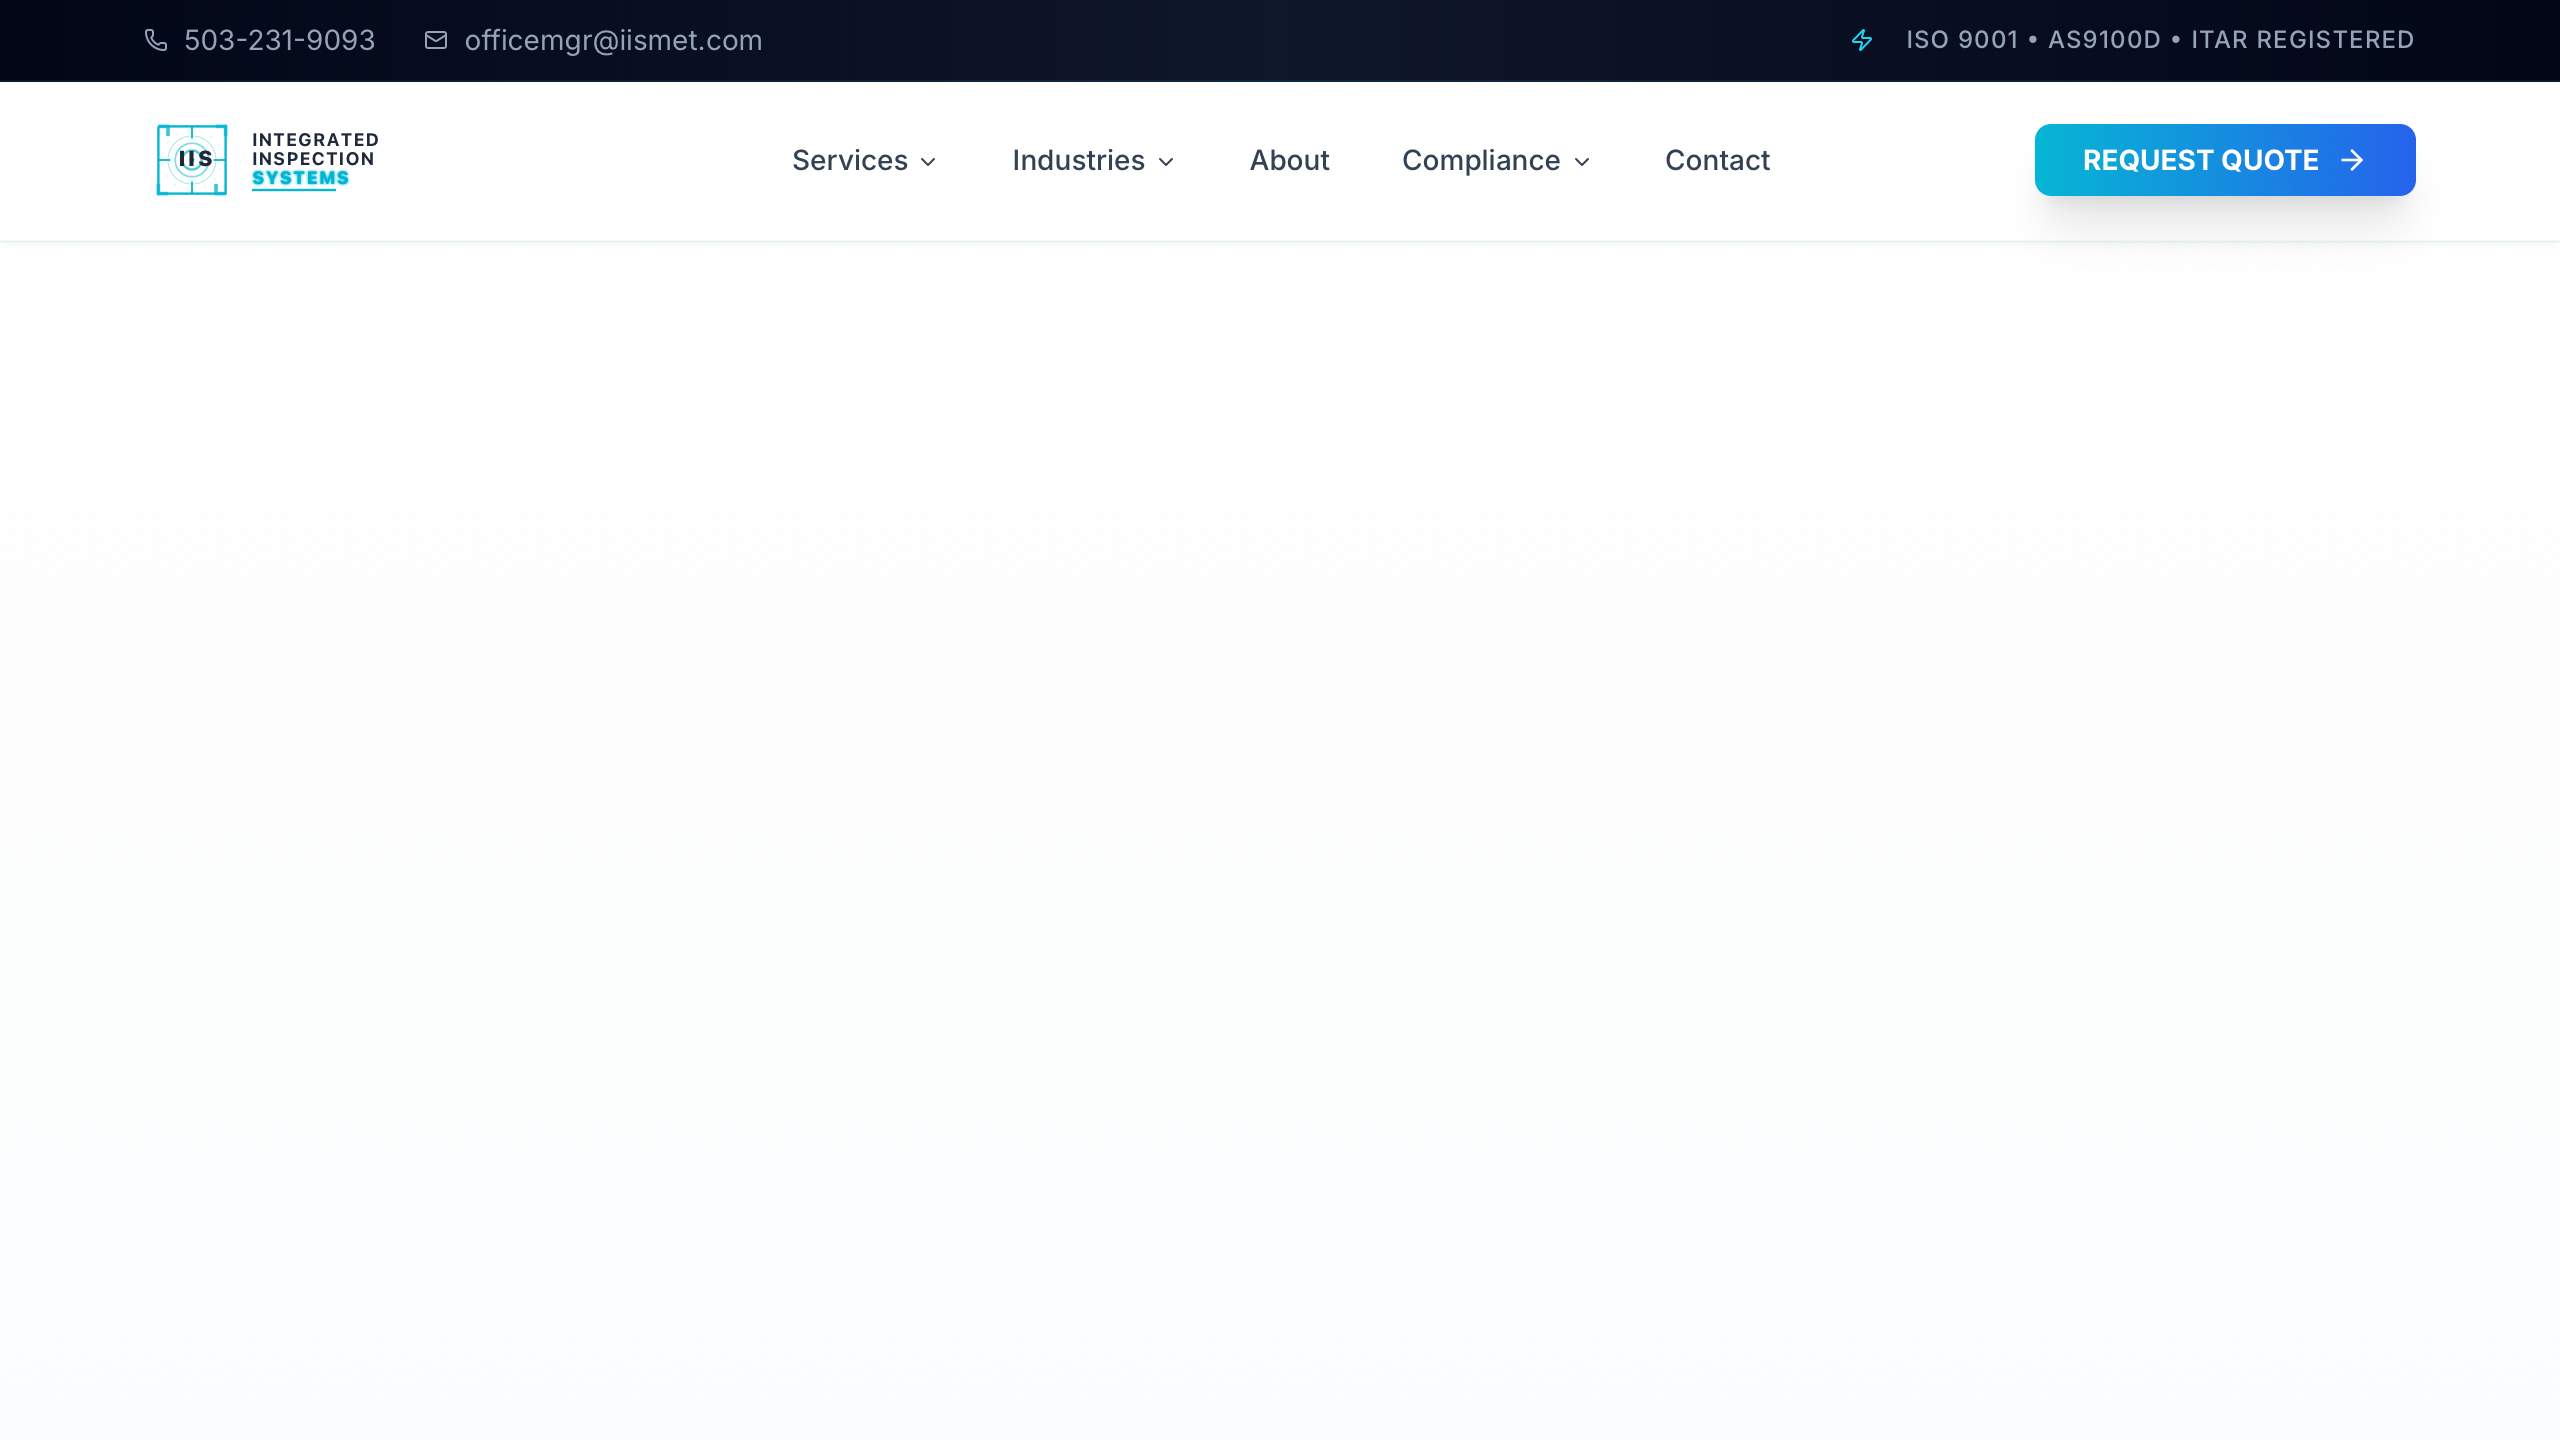 503-231-9093 officemgr@iismet.com ISO 9001 • AS9100D • ITAR REGISTERED
IIS
INTEGRATED
INSPECTION
SYSTEMS
Services Industries About Compliance Contact REQUEST QUOTE